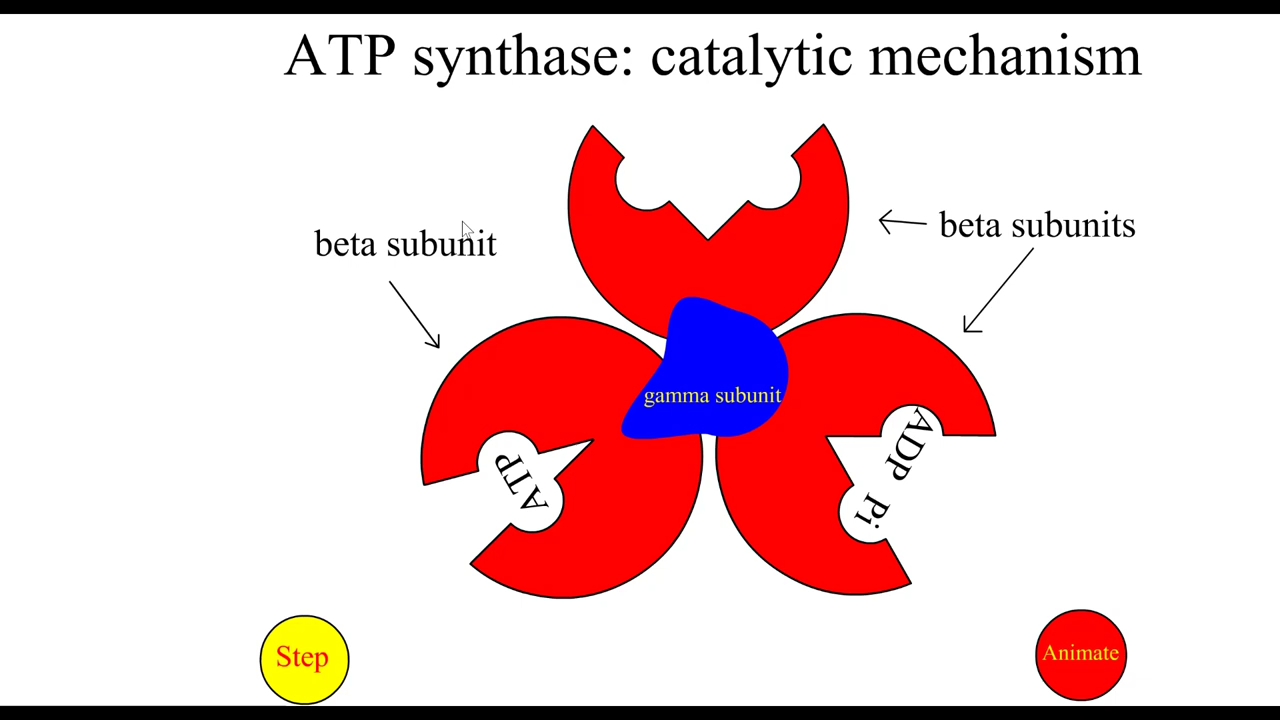 ATP synthase: catalytic mechanism
beta subunit
beta subunits
gamma subunit
ATP
ADP Pi
Step
Animate